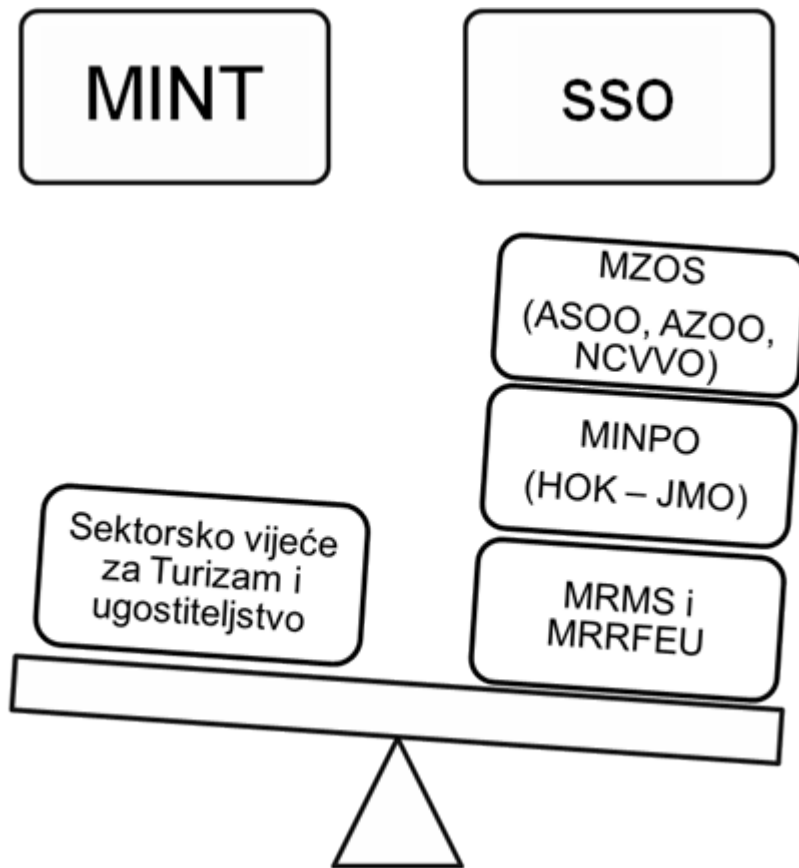 MINT
SSO
MZOS
(ASOO, AZOO,
NCVVO)
MINPO
(HOK – JMO)
Sektorsko vijeće
za Turizam i
ugostiteljstvo
MRMS i
MRRFEU